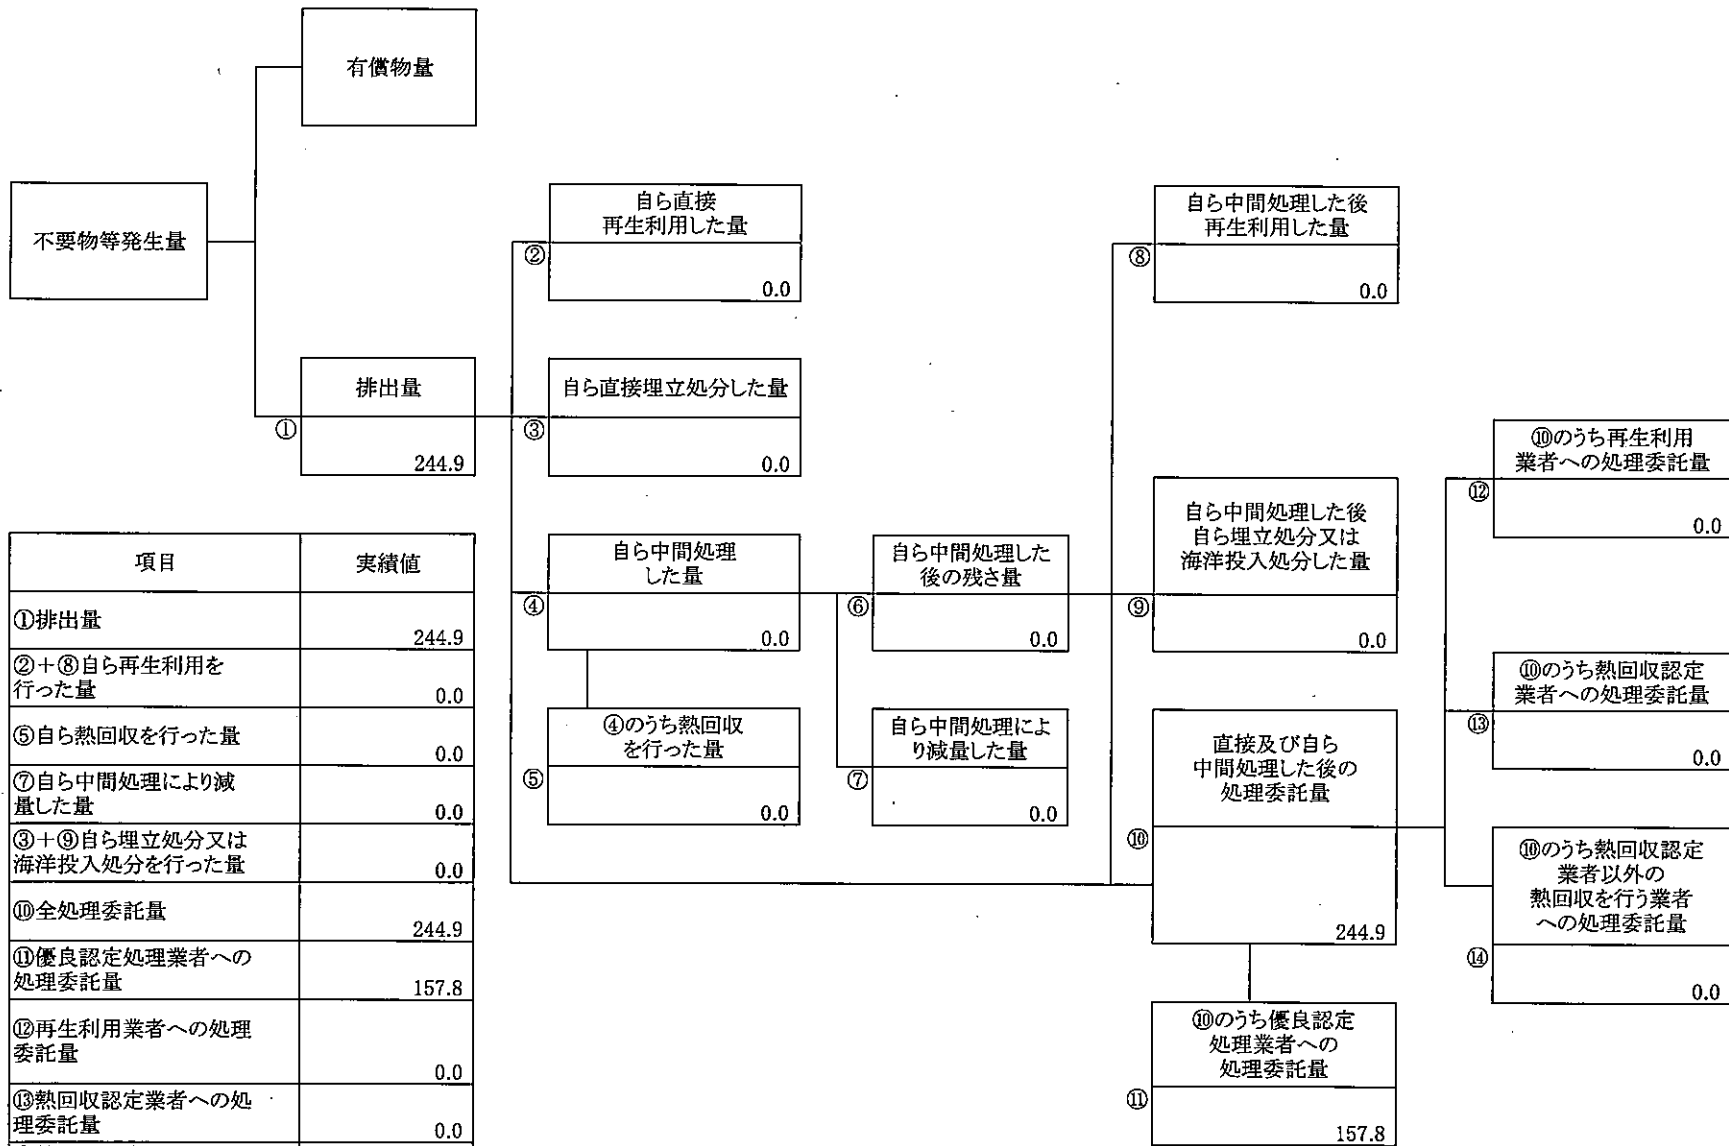 有償物量
不要物等発生量
排出量
①
244.9
自ら直接
再生利用した量
②
0.0
自ら直接埋立処分した量
③
0.0
自ら中間処理
した量
④
0.0
④のうち熱回収
を行った量
⑤
0.0
自ら中間処理した
後の残さ量
⑥
0.0
自ら中間処理によ
り減量した量
⑦
0.0
自ら中間処理した後
再生利用した量
⑧
0.0
自ら中間処理した後
自ら埋立処分又は
海洋投入処分した量
⑨
0.0
直接及び自ら
中間処理した後の
処理委託量
⑩
244.9
⑩のうち優良認定
処理業者への
処理委託量
⑪
157.8
⑩のうち再生利用
業者への処理委託量
⑫
0.0
⑩のうち熱回収認定
業者への処理委託量
⑬
0.0
⑩のうち熱回収認定
業者以外の
熱回収を行う業者
への処理委託量
⑭
0.0
項目 実績値
①排出量
244.9
②+⑧自ら再生利用を
行った量
0.0
⑤自ら熱回収を行った量
0.0
⑦自ら中間処理により減
量した量
0.0
③+⑨自ら埋立処分又は
海洋投入処分を行った量
0.0
⑩全処理委託量
244.9
⑪優良認定処理業者への
処理委託量
157.8
⑫再生利用業者への処理
委託量
0.0
⑬熱回収認定業者への処
理委託量
0.0